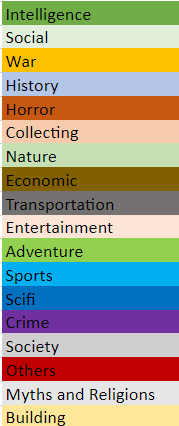 Intelligence
Social
War
History
Horror
Collecting
Nature
Economic
Transportation
Entertainment
Adventure
Sports
Scifi
Crime
Society
Others
Myths and Religions
Building